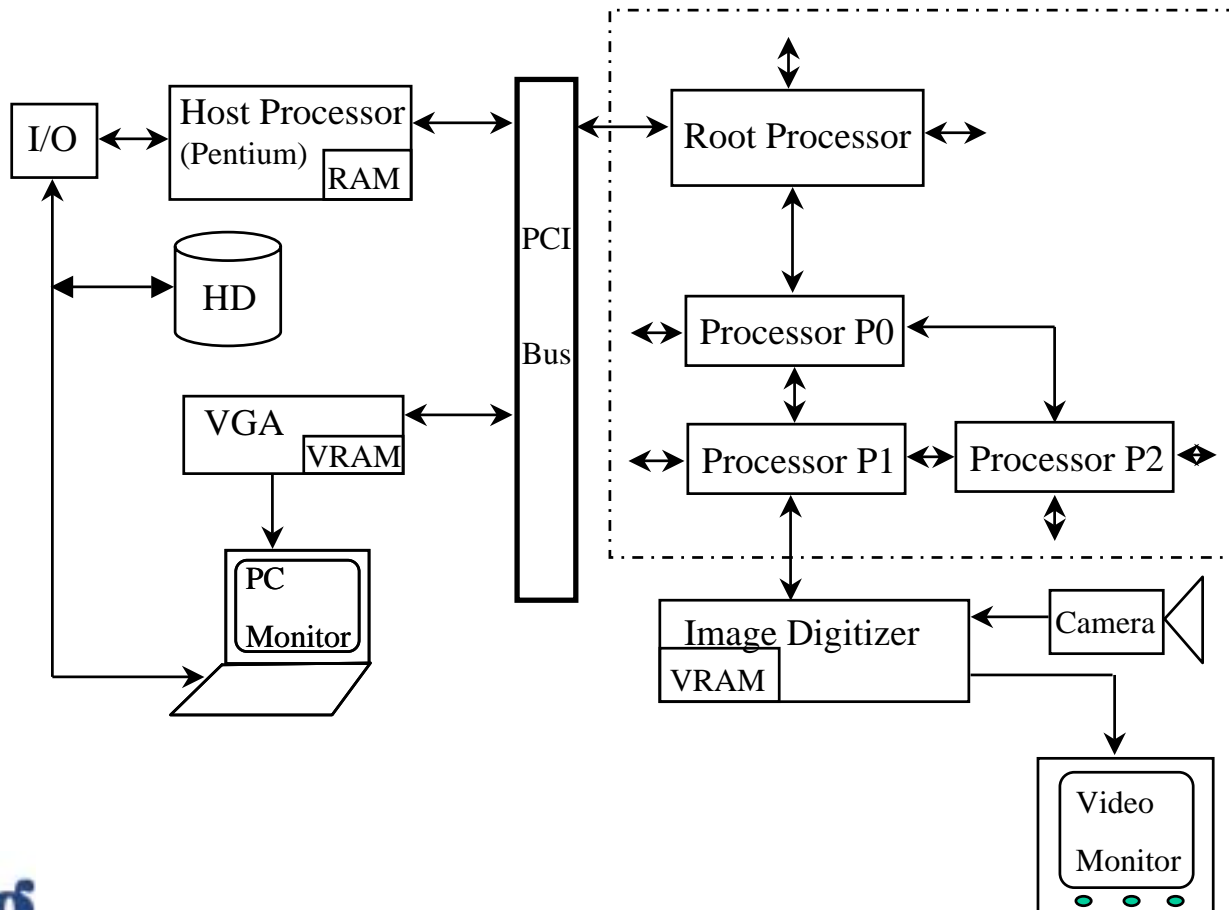 I/O
Host Processor
(Pentium)
RAM
HD
VGA
VRAM
PC
Monitor
PCI
Bus
Root Processor
Processor P0
Processor P1
Processor P2
Image Digitizer
VRAM
Camera
Video
Monitor